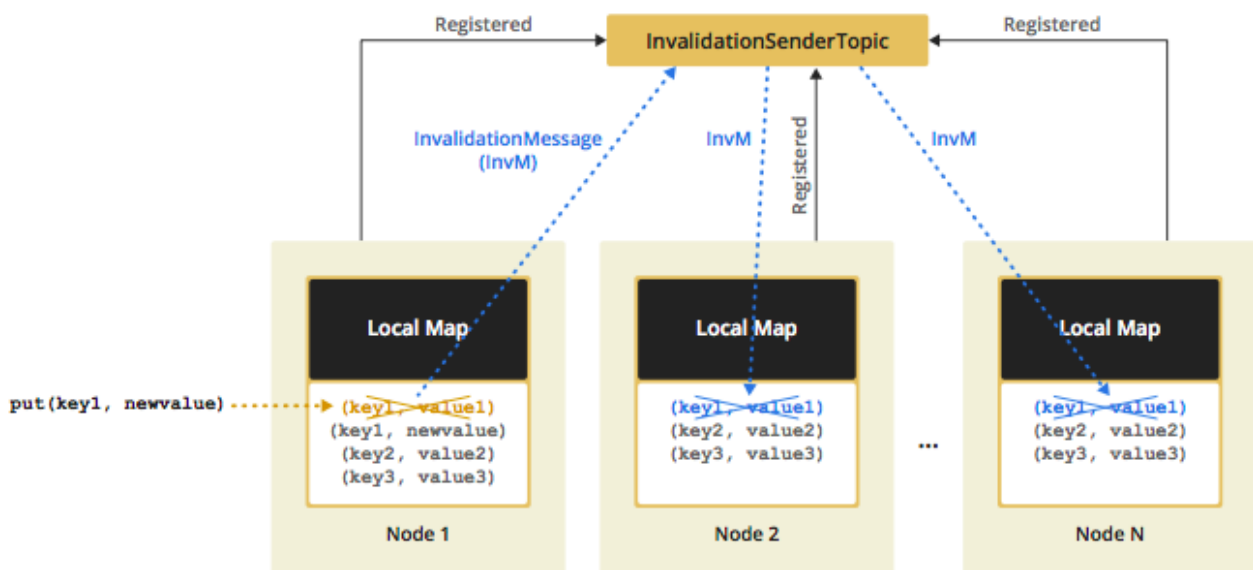 Registered
InvalidationSenderTopic
Registered
InvalidationMessage
(InvM)
InvM
Registered
InvM
Local Map
Local Map
Local Map
put(key1, newvalue)
(key1, value1)
(key1, newvalue)
(key2, value2)
(key3, value3)
(key1, value1)
(key2, value2)
(key3, value3)
...
(key1, value1)
(key2, value2)
(key3, value3)
Node 1
Node 2
Node N